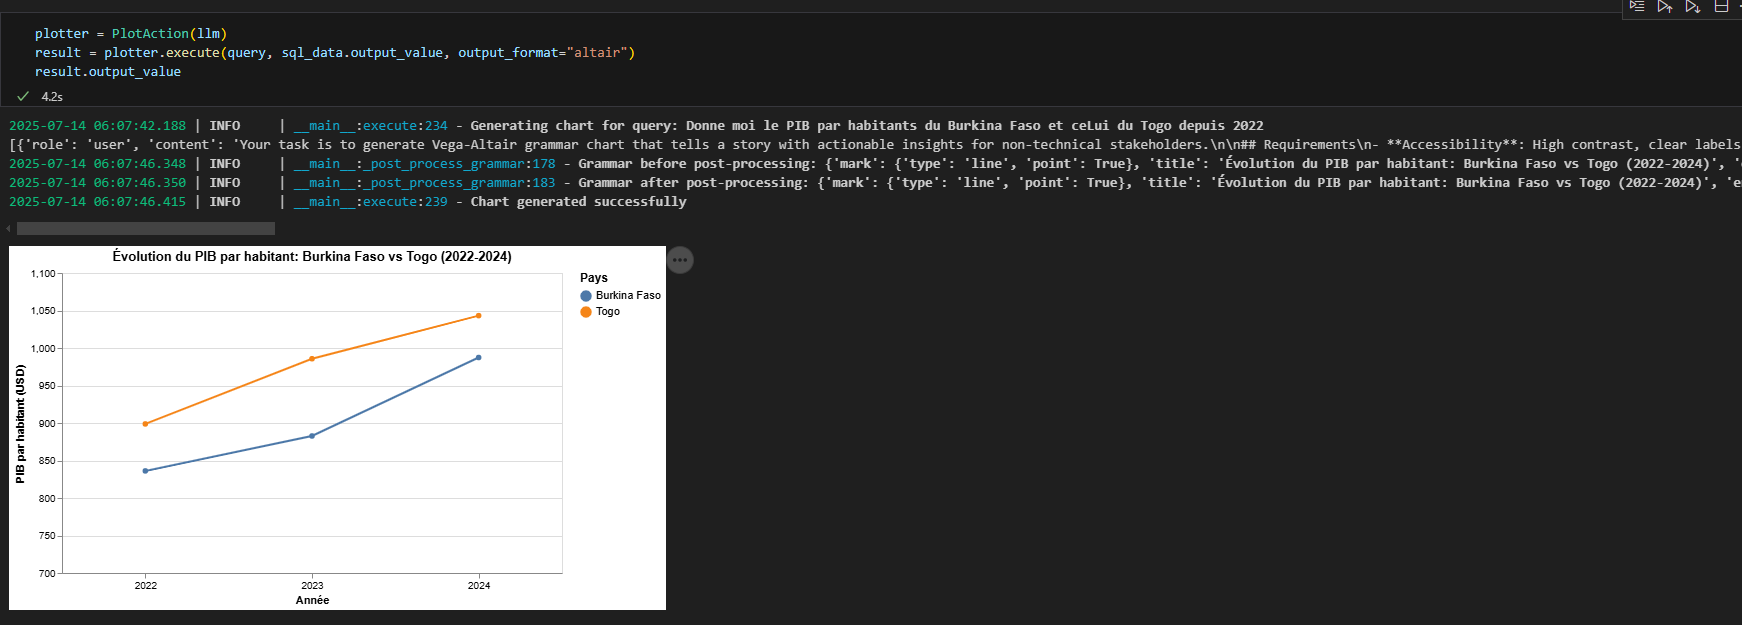 plotter = PlotAction(llm)
result = plotter.execute(query, sql_data.output_value, output_format="altair")
result.output_value
4.2s
2025-07-14 06:07:42.188 | INFO     | __main__:execute:234 - Generating chart for query: Donne moi le PIB par habitants du Burkina Faso et ceLui du Togo depuis 2022
[{'role': 'user', 'content': 'Your task is to generate Vega-Altair grammar chart that tells a story with actionable insights for non-technical stakeholders.\n\n## Requirements\n- **Accessibility**: High contrast, clear labels
2025-07-14 06:07:46.348 | INFO     | __main__:_post_process_grammar:178 - Grammar before post-processing: {'mark': {'type': 'line', 'point': True}, 'title': 'Évolution du PIB par habitant: Burkina Faso vs Togo (2022-2024)', '
2025-07-14 06:07:46.350 | INFO     | __main__:_post_process_grammar:183 - Grammar after post-processing: {'mark': {'type': 'line', 'point': True}, 'title': 'Évolution du PIB par habitant: Burkina Faso vs Togo (2022-2024)', 'e
2025-07-14 06:07:46.415 | INFO     | __main__:execute:239 - Chart generated successfully
Évolution du PIB par habitant: Burkina Faso vs Togo (2022-2024)
1,100
1,050
1,000
950
900
850
800
750
700
PIB par habitant (USD)
2022 2023 2024
Année
Pays
Burkina Faso
Togo